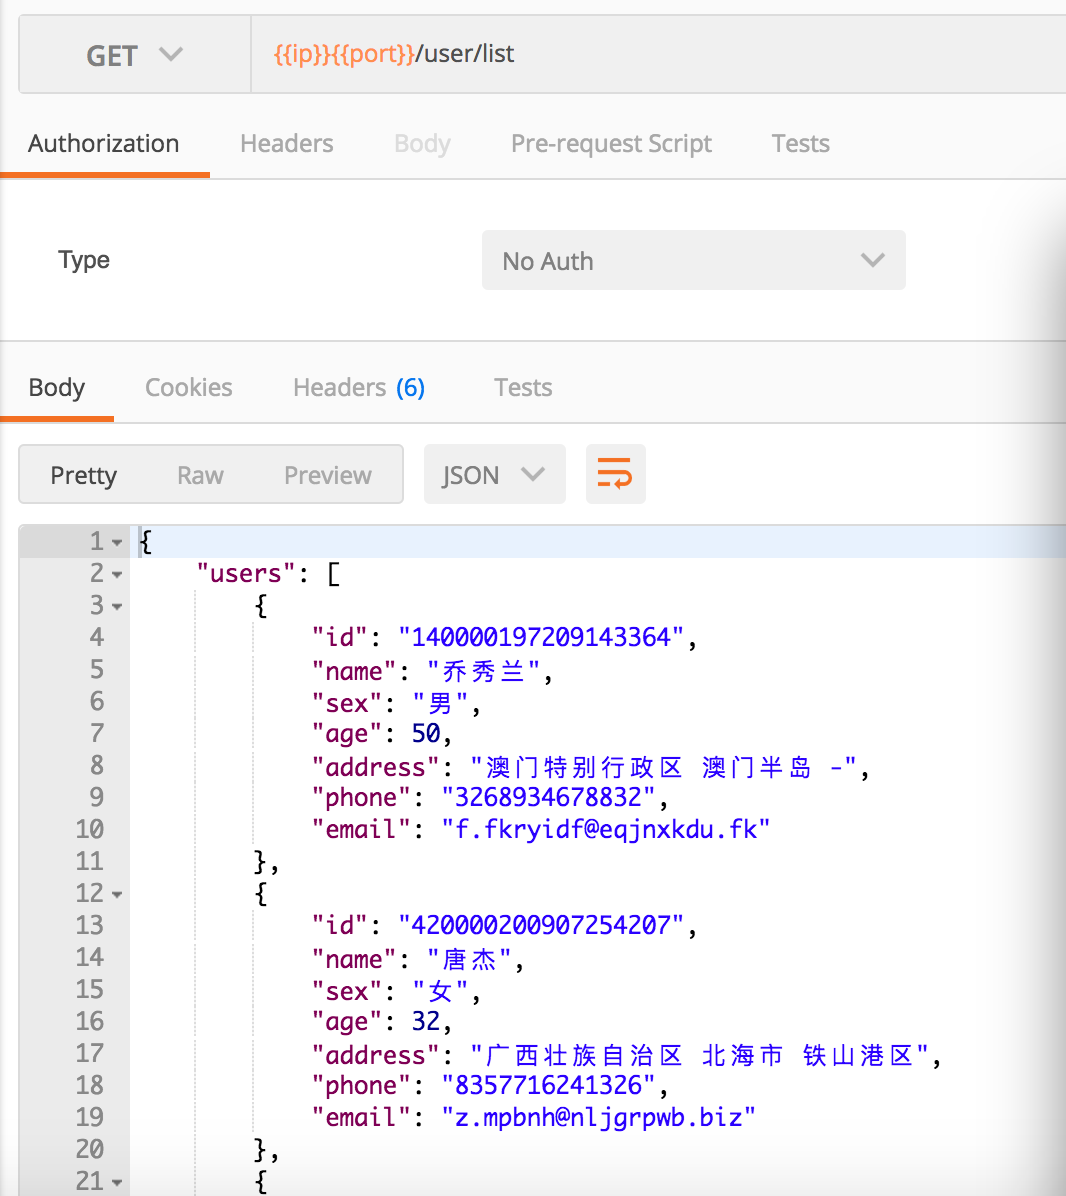 GET {{ip}}{{port}}/user/list
Authorization Headers Body Pre-request Script Tests
Type No Auth
Body Cookies Headers (6) Tests
Pretty Raw Preview JSON
1 {
2 "users": [
3 {
4 "id": "140000197209143364",
5 "name": "乔秀兰",
6 "sex": "男",
7 "age": 50,
8 "address": "澳门特别行政区 澳门半岛 -",
9 "phone": "3268934678832",
10 "email": "f.fkryidf@eqjnxkdu.fk"
11 },
12 {
13 "id": "420000200907254207",
14 "name": "唐杰",
15 "sex": "女",
16 "age": 32,
17 "address": "广西壮族自治区 北海市 铁山港区",
18 "phone": "8357716241326",
19 "email": "z.mpbnh@nljgrpwb.biz"
20 },
21 {